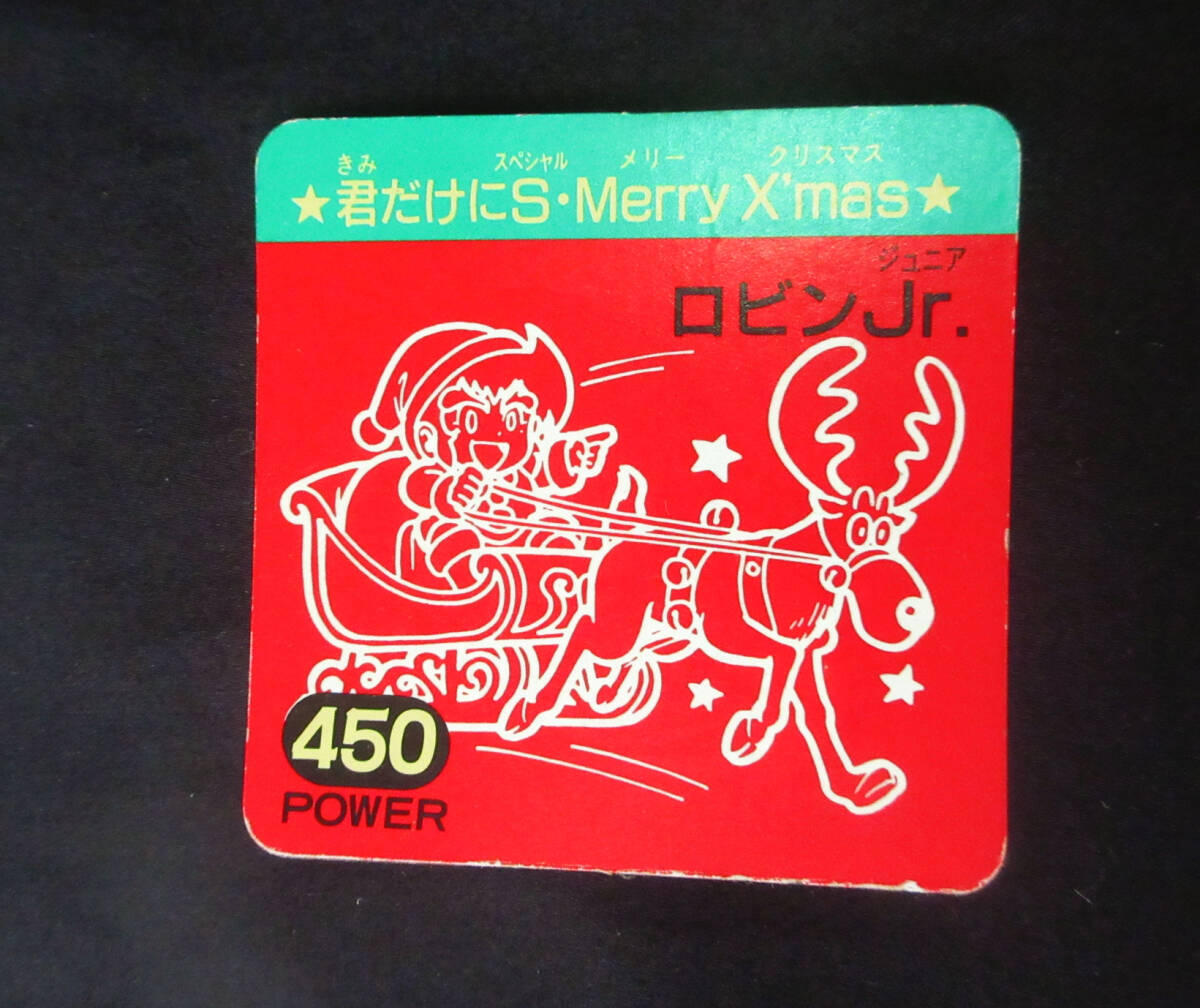 きみ スペシャル メリー クリスマス
★君だけにS・Merry X'mas★
ジュニア
ロビンJr.
450
POWER